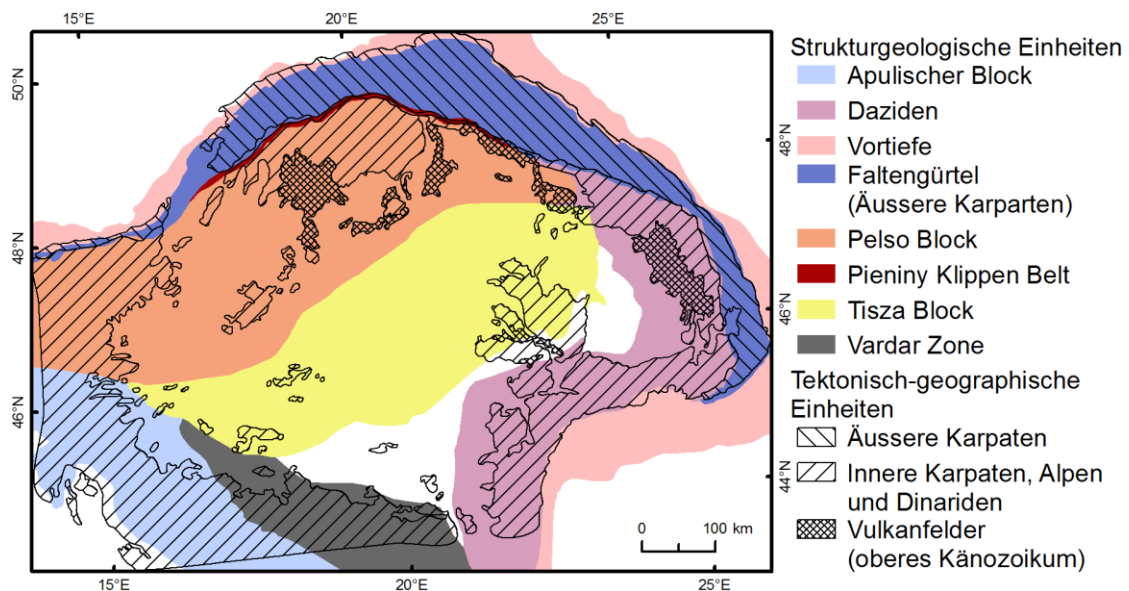 15°E
20°E
25°E
50°N
48°N
46°N
48°N
46°N
44°N
15°E
20°E
25°E
0
100 km
Strukturgeologische Einheiten
Apulischer Block
Daziden
Vortiefe
Faltengürtel
(Äussere Karparten)
Pelso Block
Pieniny Klippen Belt
Tisza Block
Vardar Zone
Tektonisch-geographische
Einheiten
Äussere Karpaten
Innere Karpaten, Alpen
und Dinariden
Vulkanfelder
(oberes Känozoikum)